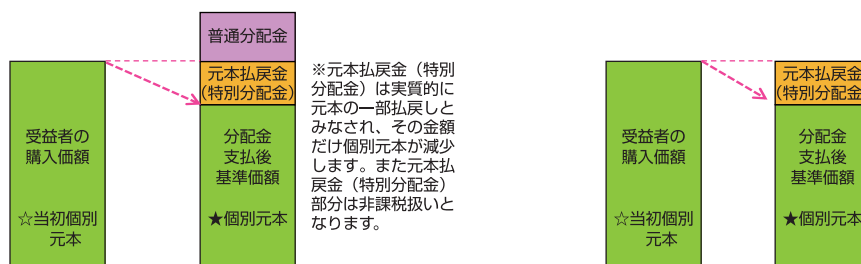 普通分配金
元本払戻金
(特別分配金)
受益者の
購入価額
☆当初個別
元本
分配金
支払後
基準価額
★個別元本
※元本払戻金（特別
分配金）は実質的に
元本の一部払戻しと
みなされ、その金額
だけ個別元本が減少
します。また元本払
戻金（特別分配金）
部分は非課税扱いと
なります。
受益者の
購入価額
☆当初個別
元本
元本払戻金
(特別分配金
分配金
支払後
基準価額
★個別元本